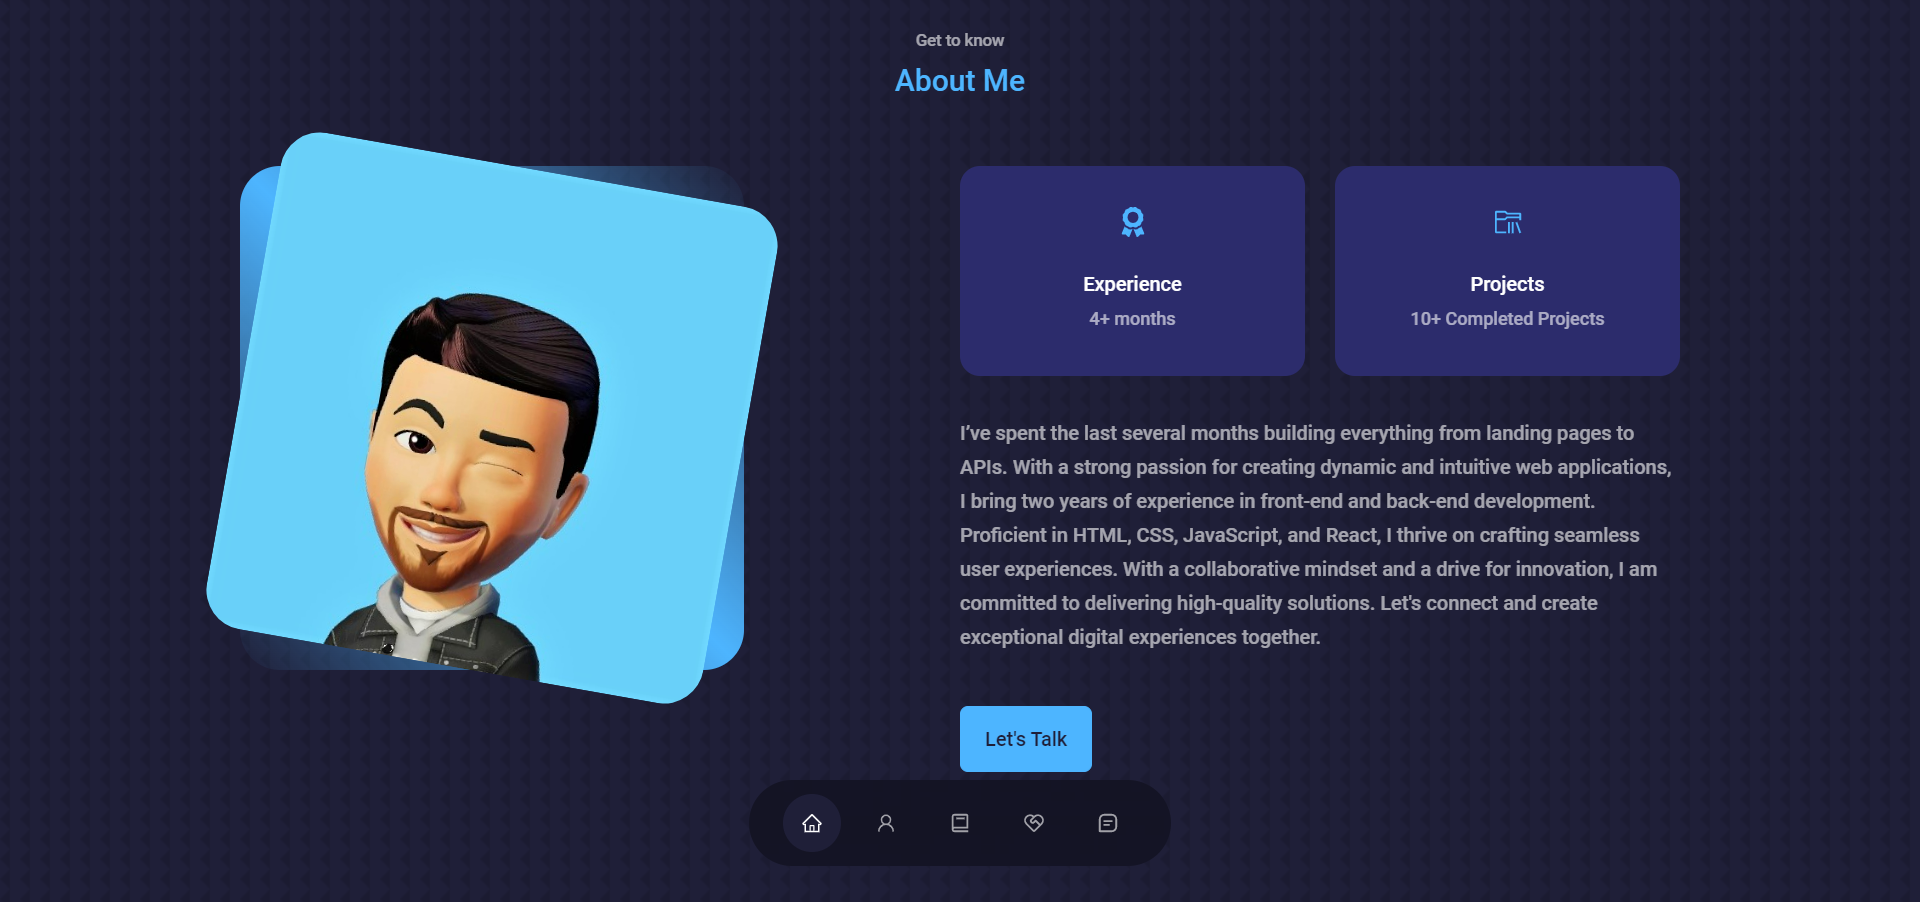 Get to know
About Me
Experience
4+ months
Projects
10+ Completed Projects
I’ve spent the last several months building everything from landing pages to
APIs. With a strong passion for creating dynamic and intuitive web applications,
I bring two years of experience in front-end and back-end development.
Proficient in HTML, CSS, JavaScript, and React, I thrive on crafting seamless
user experiences. With a collaborative mindset and a drive for innovation, I am
committed to delivering high-quality solutions. Let's connect and create
exceptional digital experiences together.
Let's Talk